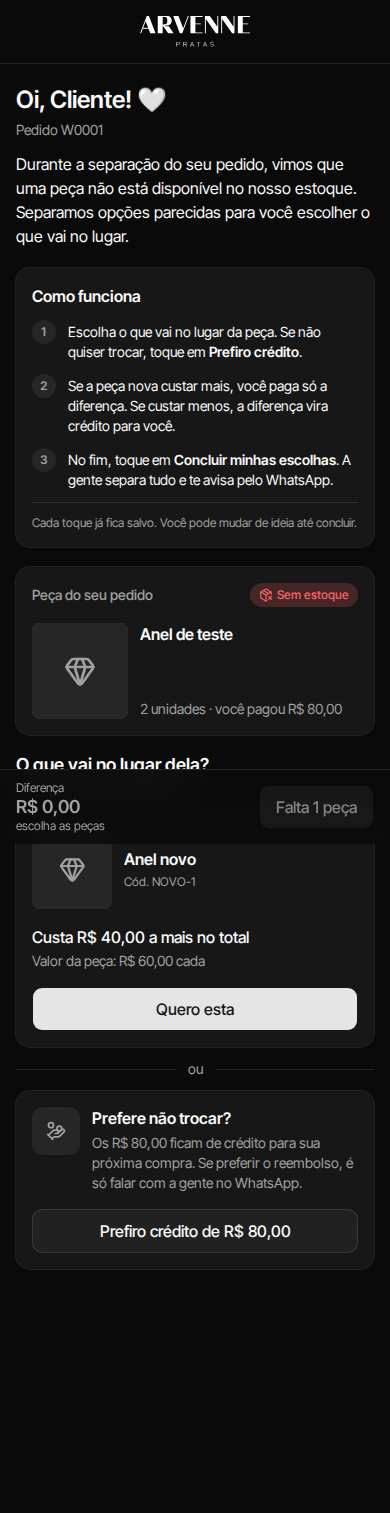 ARVENNE
PRATAS
Oi, Cliente! 🤍
Pedido W0001
Durante a separação do seu pedido, vimos que
uma peça não está disponível no nosso estoque.
Separamos opções parecidas para você escolher o
que vai no lugar.
Como funciona
1 Escolha o que vai no lugar da peça. Se não
quiser trocar, toque em Prefiro crédito.
2 Se a peça nova custar mais, você paga só a
diferença. Se custar menos, a diferença vira
crédito para você.
3 No fim, toque em Concluir minhas escolhas. A
gente separa tudo e te avisa pelo WhatsApp.
Cada toque já fica salvo. Você pode mudar de ideia até concluir.
Peça do seu pedido
Sem estoque
Anel de teste
2 unidades · você pagou R$ 80,00
O que vai no lugar dela?
Diferença
R$ 0,00
escolha as peças
Falta 1 peça
Anel novo
Cód. NOVO-1
Custa R$ 40,00 a mais no total
Valor da peça: R$ 60,00 cada
Quero esta
ou
Prefere não trocar?
Os R$ 80,00 ficam de crédito para sua
próxima compra. Se preferir o reembolso, é
só falar com a gente no WhatsApp.
Prefiro crédito de R$ 80,00